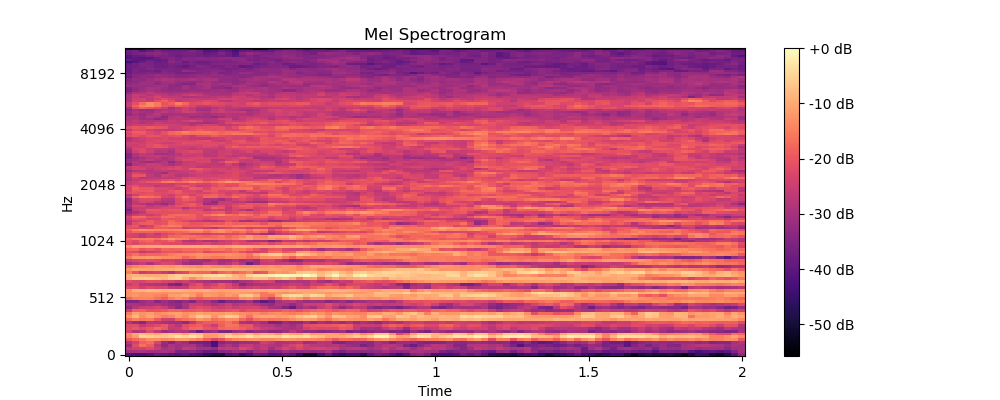 Mel Spectrogram
Hz
8192
4096
2048
1024
512
0
0
0.5
1
1.5
2
Time
+0 dB
-10 dB
-20 dB
-30 dB
-40 dB
-50 dB